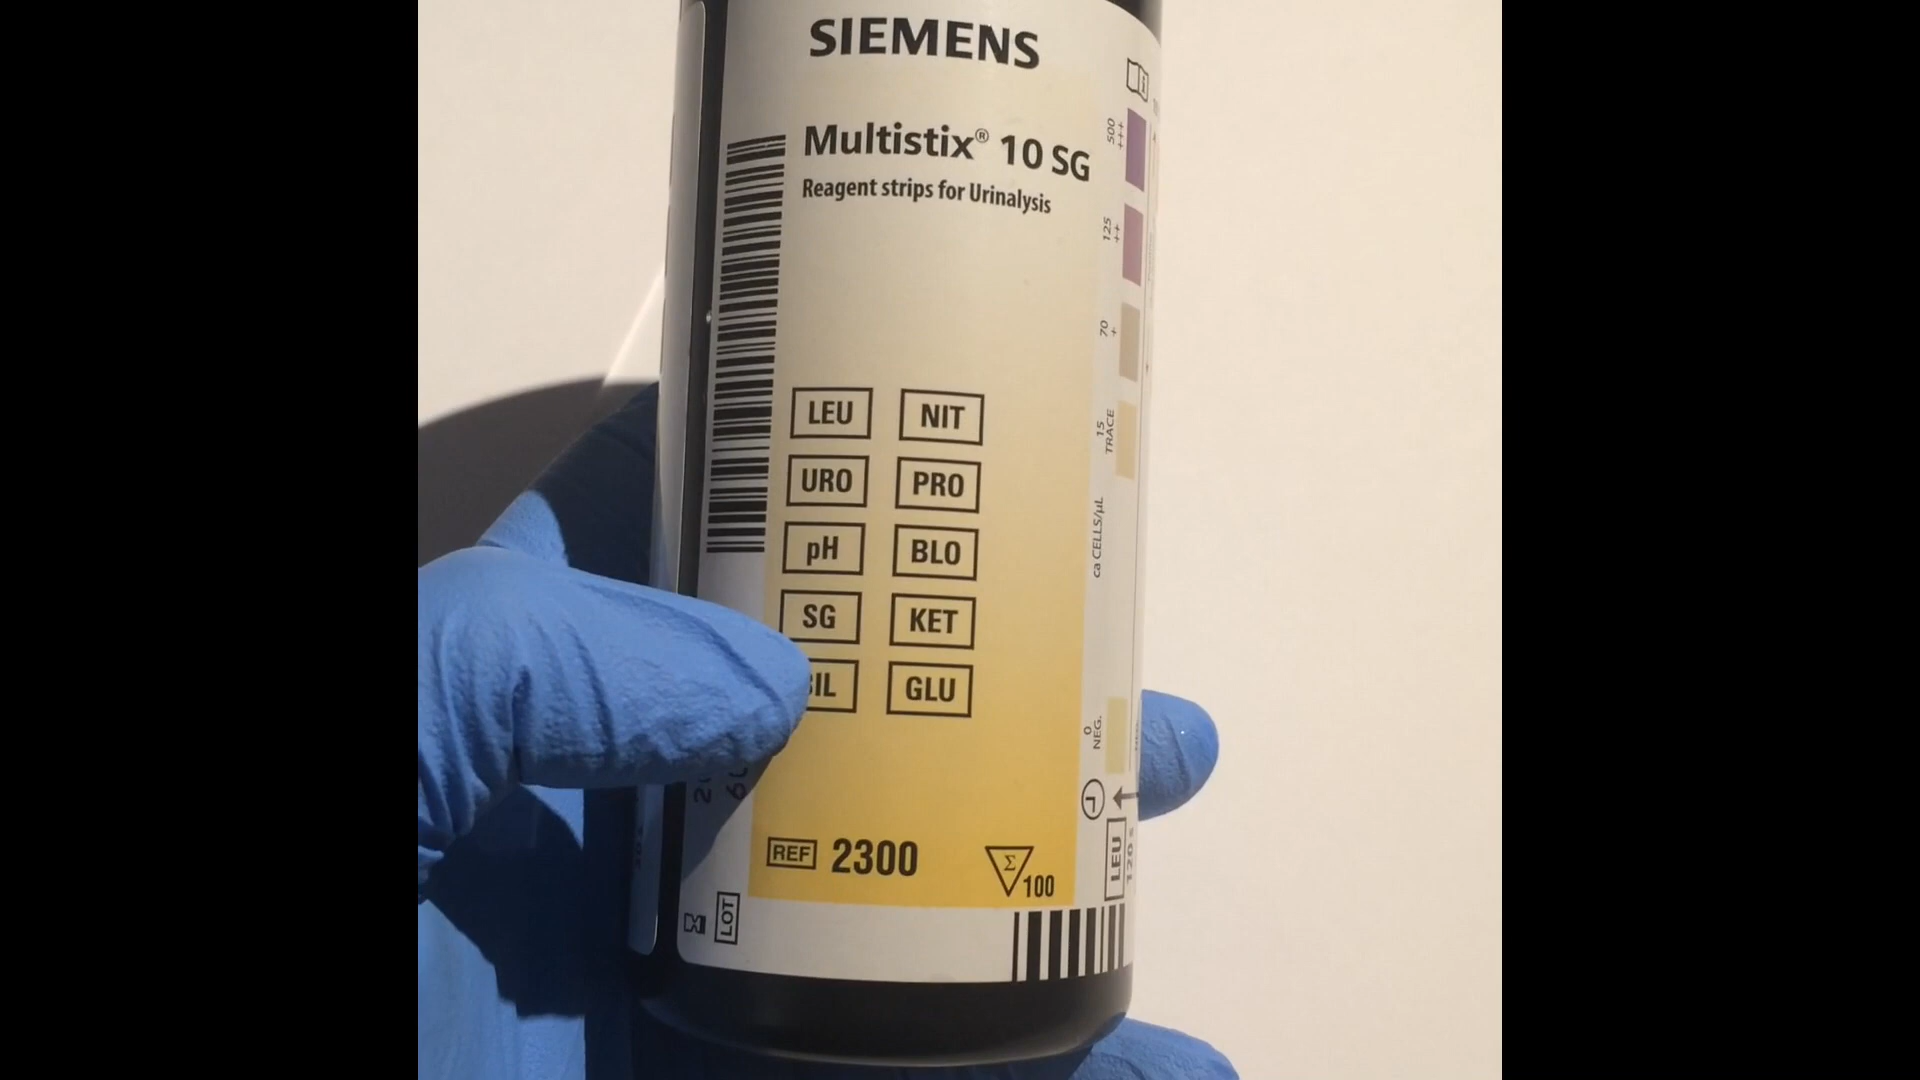 SIEMENS
Multistix® 10 SG
Reagent strips for Urinalysis
LEU NIT
URO PRO
pH BLO
SG KET
GLU
REF 2300
Σ 100
LOT
500
+++
125
++
70
+
15
TRACE
ca CELLS/µL
0
NEG.
LEU
120 s